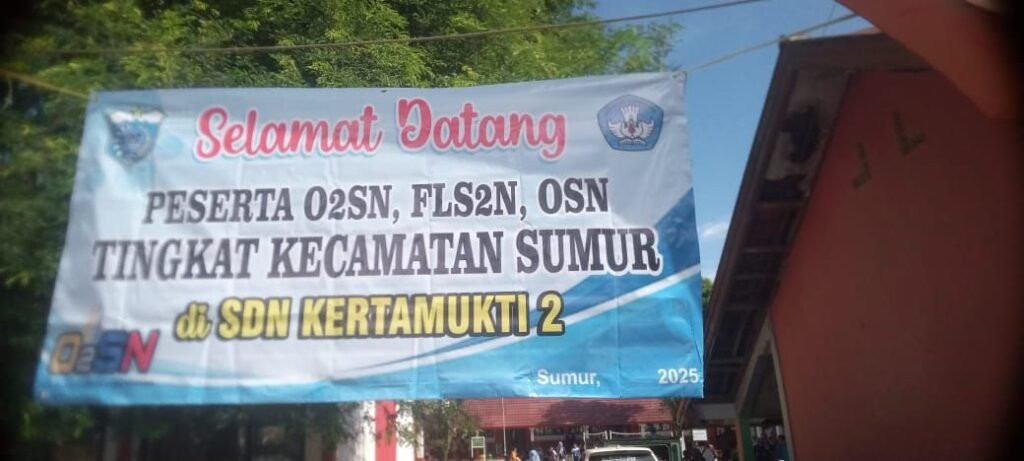 Selamat Datang
PESERTA O2SN, FLS2N, OSN
TINGKAT KECAMATAN SUMUR
di SDN KERTAMUKTI 2
O2SN
Sumur, 2025